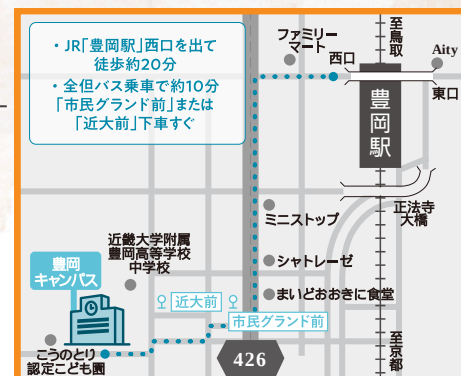 ・JR「豊岡駅」西口を出て
徒歩約20分
・全但バス乗車で約10分
「市民グランド前」または
「近大前」下車すぐ
ファミリー
マート
西口
至鳥取
Aity
東口
豊岡駅
正法寺
大橋
ミニストップ
近畿大学附属
豊岡高等学校
中学校
シャトレーゼ
豊岡
キャンパス
近大前
まいどおおきに食堂
市民グランド前
こうのとり
認定こども園
426
至京都